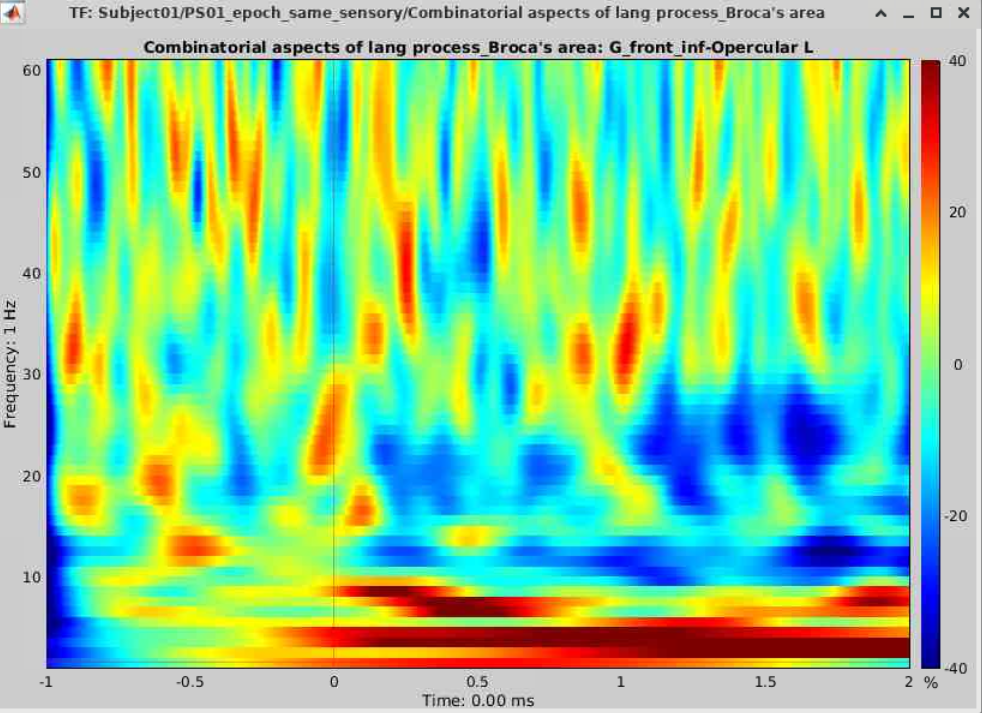 TF: Subject01/PS01_epoch_same_sensory/Combinatorial aspects of lang process_Broca's area
Combinatorial aspects of lang process_Broca's area: G_front_inf-Opercular L
60
50
40
30
20
10
Frequency: 1 Hz
-1 -0.5 0 0.5 1 1.5 2
Time: 0.00 ms
40
20
0
-20
-40
%